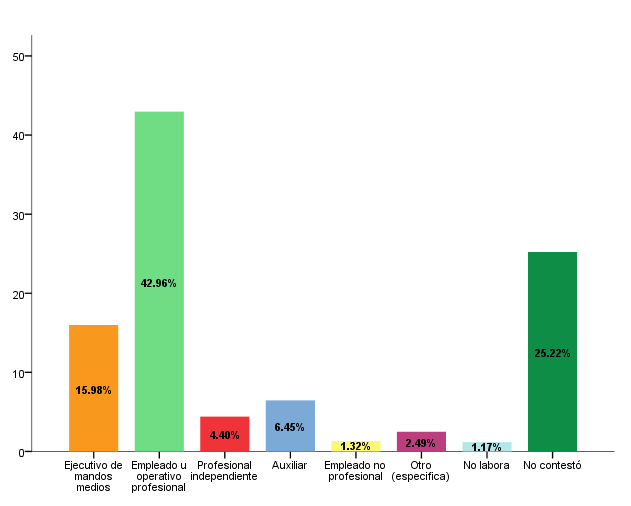 50
40
30
20
10
0
15.98%
42.96%
4.40%
6.45%
1.32%
2.49%
1.17%
25.22%
Ejecutivo de
mandos
medios
Empleado u
operativo
profesional
Profesional
independiente
Auxiliar
Empleado no
profesional
Otro
(especifica)
No labora
No contestó